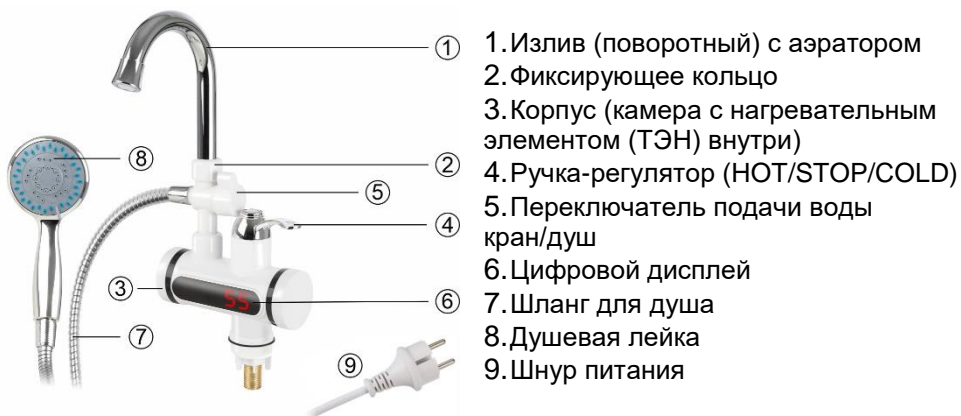 1
1.Излив (поворотный) с аэратором
2.Фиксирующее кольцо
3.Корпус (камера с нагревательным
элементом (ТЭН) внутри)
4.Ручка-регулятор (HOT/STOP/COLD)
5.Переключатель подачи воды
кран/душ
6.Цифровой дисплей
7.Шланг для душа
8.Душевая лейка
9.Шнур питания
8
2
5
4
3
55
6
7
9